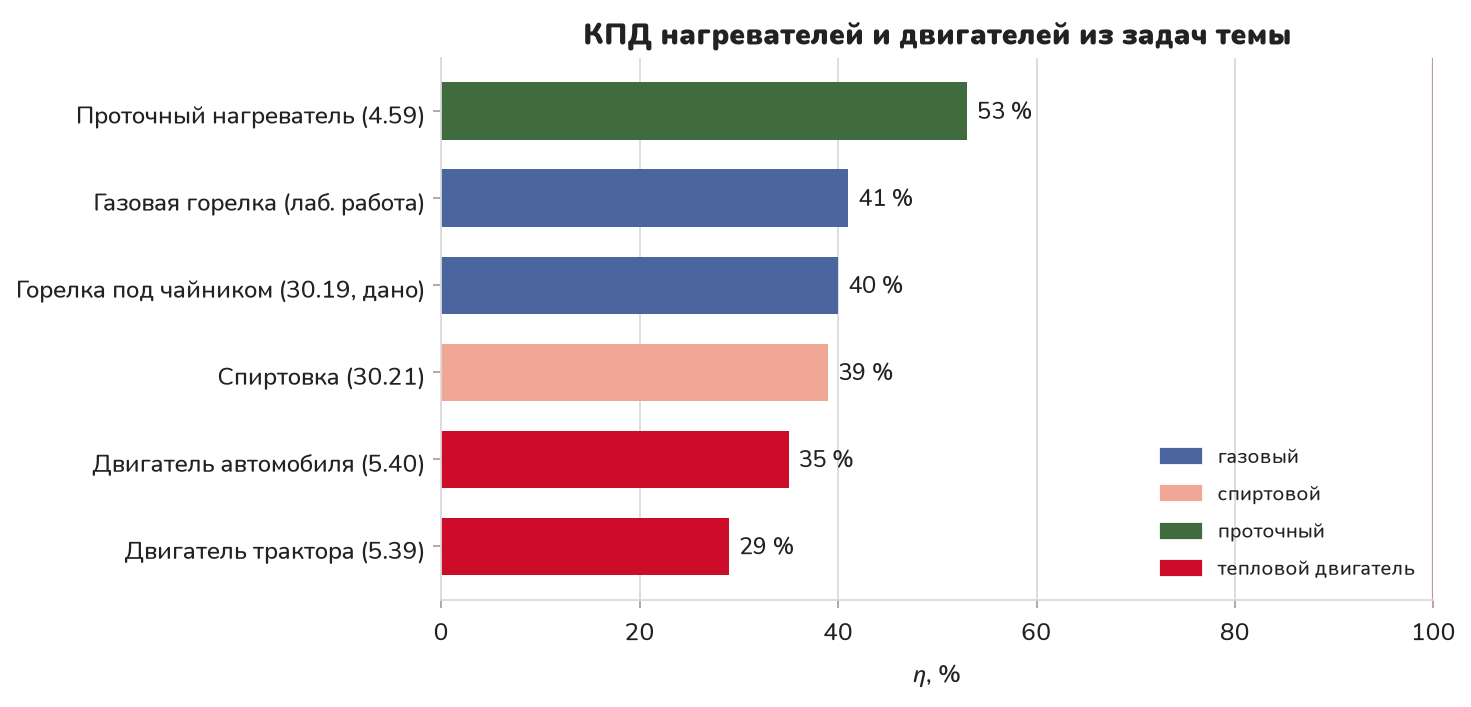 КПД нагревателей и двигателей из задач темы
Проточный нагреватель (4.59)
53 %
Газовая горелка (лаб. работа)
41 %
Горелка под чайником (30.19, дано)
40 %
Спиртовка (30.21)
39 %
Двигатель автомобиля (5.40)
35 %
Двигатель трактора (5.39)
29 %
газовый
спиртовой
проточный
тепловой двигатель
0 20 40 60 80 100
η, %